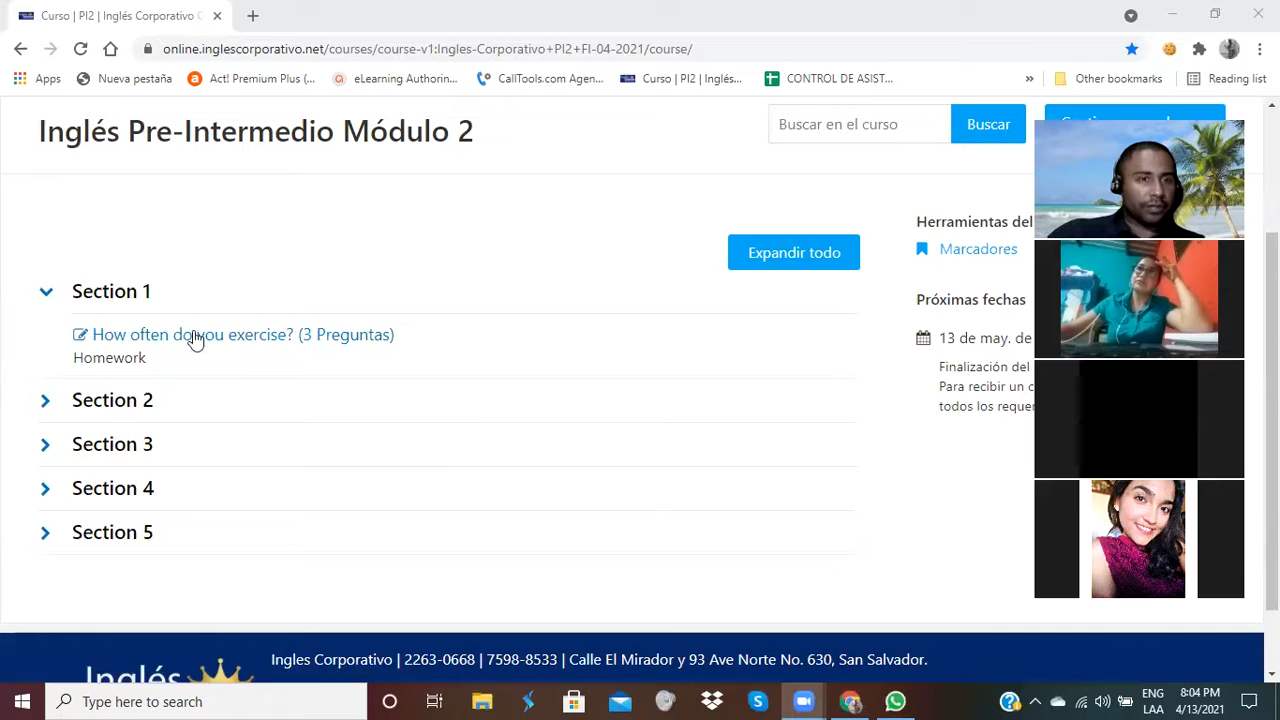 Curso | PI2 | Inglés Corporativo C
online.inglescorporativo.net/courses/course-v1:Ingles-Corporativo+PI2+FI-04-2021/course/
Apps
Nueva pestaña
Act! Premium Plus (...
eLearning Authorin...
CallTools.com Agen...
Curso | PI2 | Inglés...
CONTROL DE ASIST...
»
Other bookmarks
Reading list
Inglés Pre-Intermedio Módulo 2
Buscar en el curso
Buscar
Herramientas del
Marcadores
Expandir todo
Section 1
How often do you exercise? (3 Preguntas)
Homework
Próximas fechas
13 de may. de
Finalización del
Para recibir un c
todos los requer
Section 2
Section 3
Section 4
Section 5
Inglés
Ingles Corporativo | 2263-0668 | 7598-8533 | Calle El Mirador y 93 Ave Norte No. 630, San Salvador.
Type here to search
ENG
LAA
8:04 PM
4/13/2021